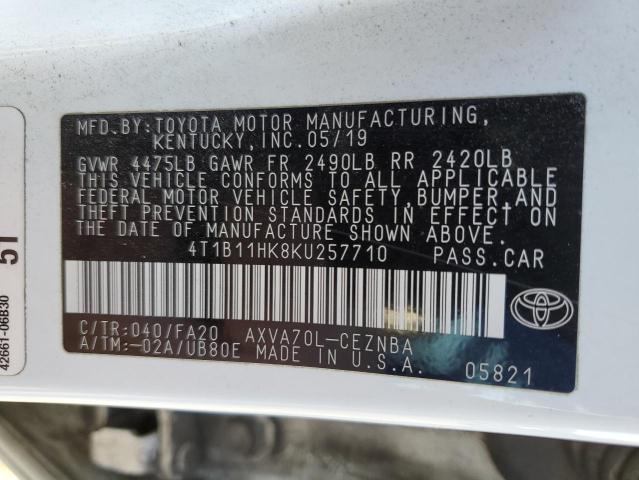 MFD.BY:TOYOTA MOTOR MANUFACTURING,
KENTUCKY,INC.05/19
GVWR 4475LB GAWR FR 2490LB RR 2420LB
THIS VEHICLE CONFORMS TO ALL APPLICABLE
FEDERAL MOTOR VEHICLE SAFETY,BUMPER,AND
THEFT PREVENTION STANDARDS IN EFFECT ON
THE DATE OF MANUFACTURE SHOWN ABOVE.
4T1B11HK8KU257710 PASS.CAR
C/TR:040/FA20 AXVA70L-CEZNBA
A/TM:-02A/UB80E MADE IN U.S.A.
05821
51
42661-06B30